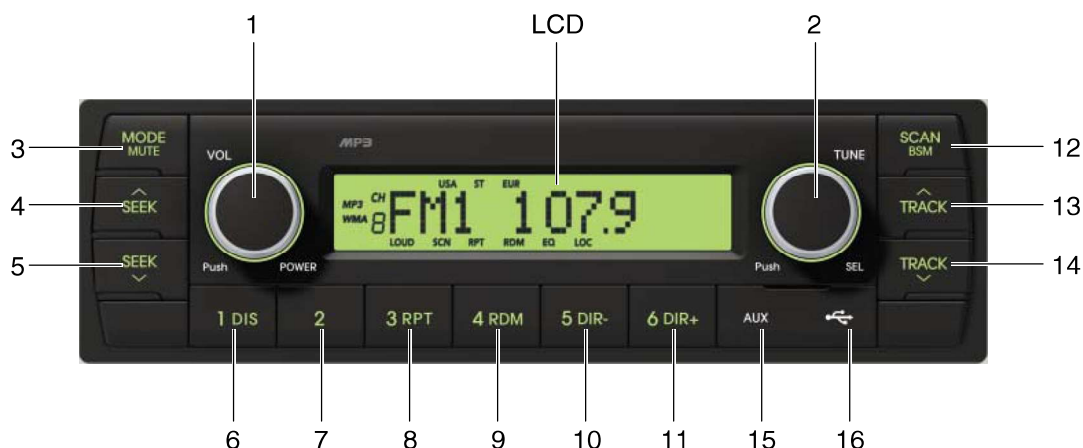 1 LCD 2
MP3
3 MODE MUTE VOL TUNE SCAN BSM 12
USA ST EUR
MP3 CH
WMA 8 FM1 107.9
LOUD SCN RPT RDM EQ LOC
4 SEEK TRACK 13
5 SEEK Push POWER Push SEL TRACK 14
1 DIS 2 3 RPT 4 RDM 5 DIR- 6 DIR+ AUX
6 7 8 9 10 11 15 16